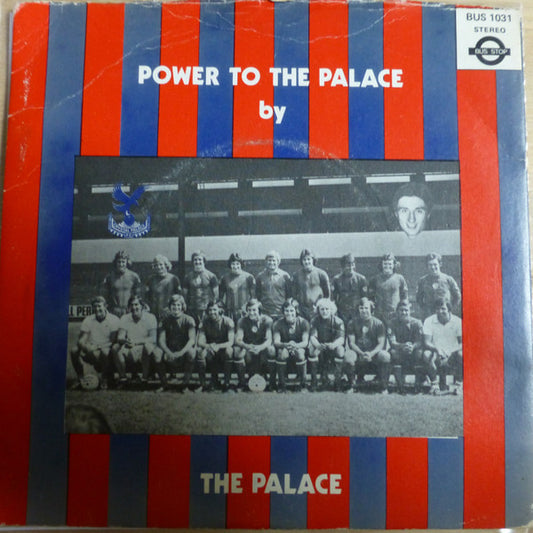 BUS 1031
STEREO
BUS STOP
POWER TO THE PALACE
by
THE PALACE